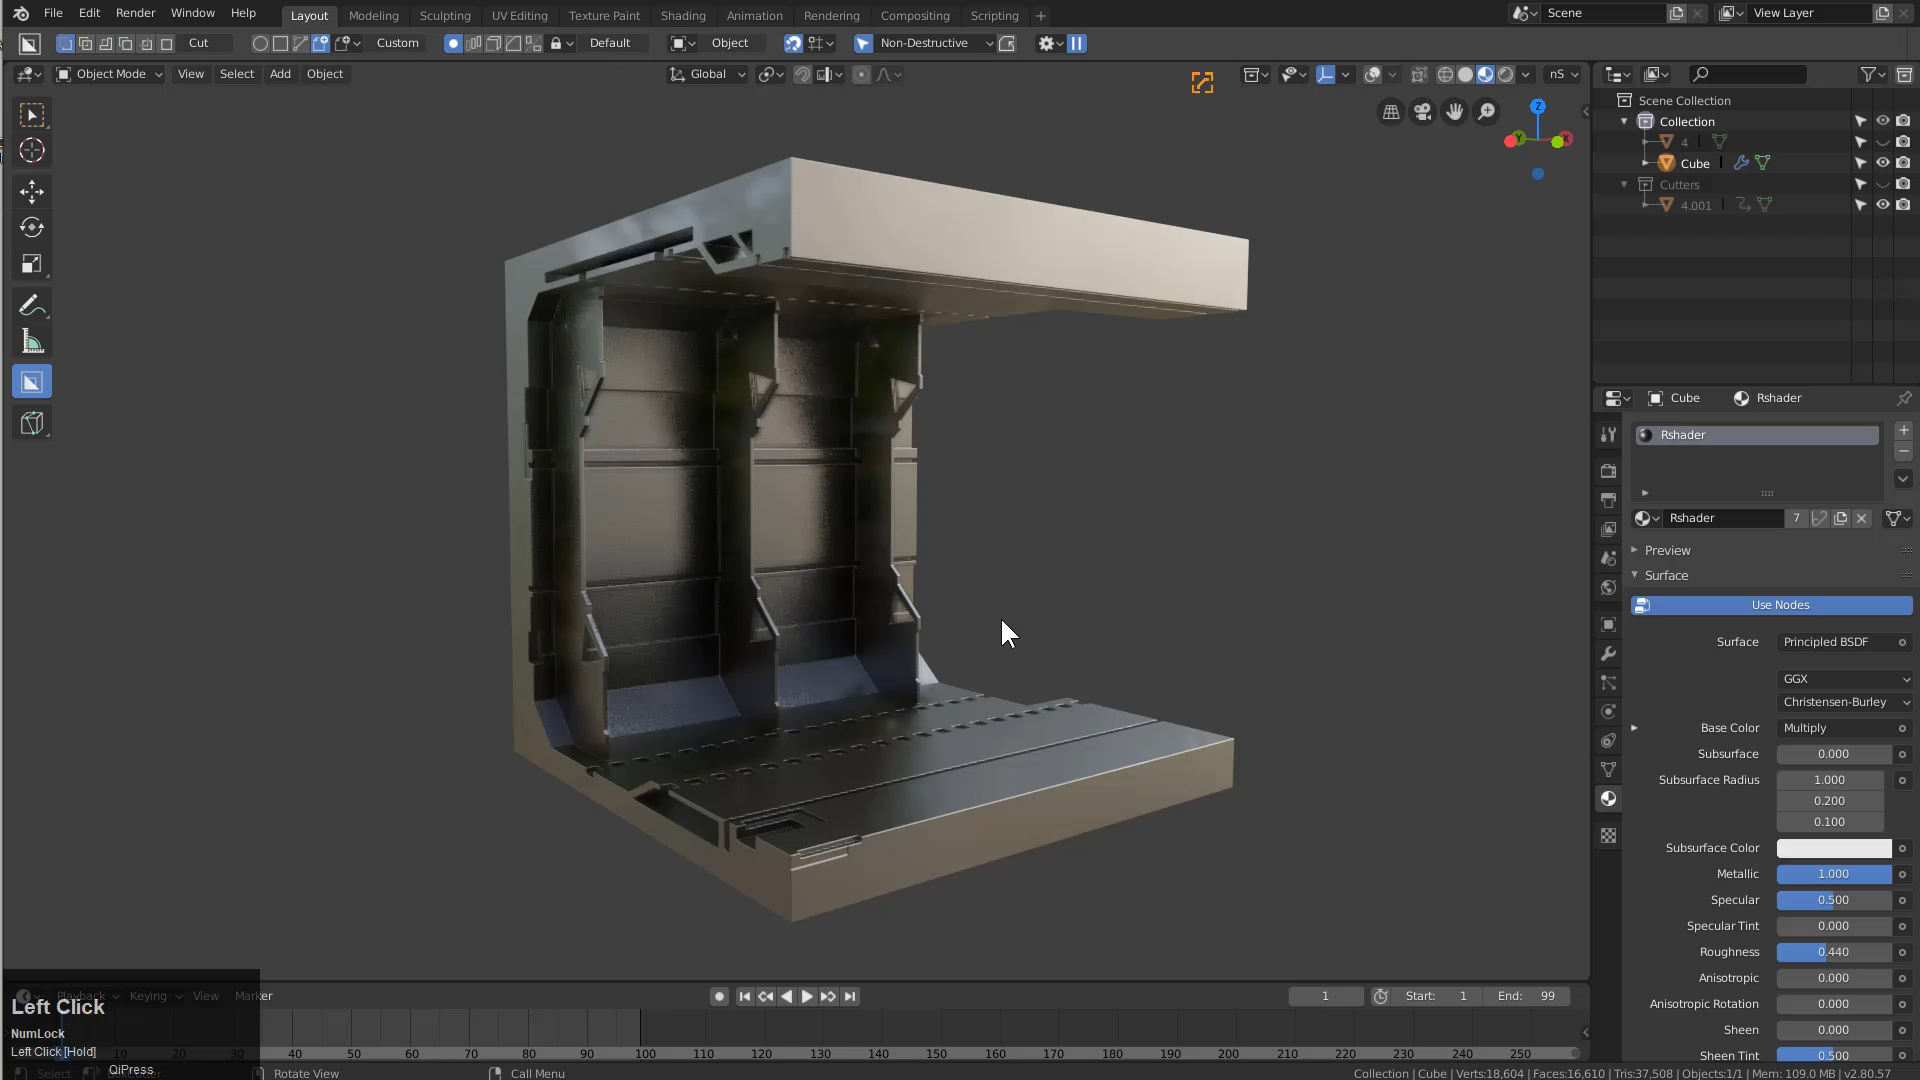 File Edit Render Window Help Layout Modeling Sculpting UV Editing Texture Paint Shading Animation Rendering Compositing Scripting + Scene View Layer
Cut Custom Default Object Non-Destructive
Object Mode View Select Add Object Global nS
Scene Collection
Collection
4
Cube
Cutters
4.001
Z
Cube Rshader
Rshader
Rshader 7
Preview
Surface
Use Nodes
Surface Principled BSDF
GGX
Christensen-Burley
Base Color Multiply
Subsurface 0.000
Subsurface Radius 1.000
0.200
0.100
Subsurface Color
Metallic 1.000
Specular 0.500
Specular Tint 0.000
Roughness 0.440
Anisotropic 0.000
Anisotropic Rotation 0.000
Sheen 0.000
Sheen Tint 0.500
Playback Keying View Marker 1 Start: 1 End: 99
Left Click
NumLock
Left Click [Hold]
QiPress
10 20 30 40 50 60 70 80 90 100 110 120 130 140 150 160 170 180 190 200 210 220 230 240 250
Select Rotate View Call Menu Collection | Cube | Verts:18,604 | Faces:16,610 | Tris:37,508 | Objects:1/1 | Mem: 109.0 MB | v2.80.57